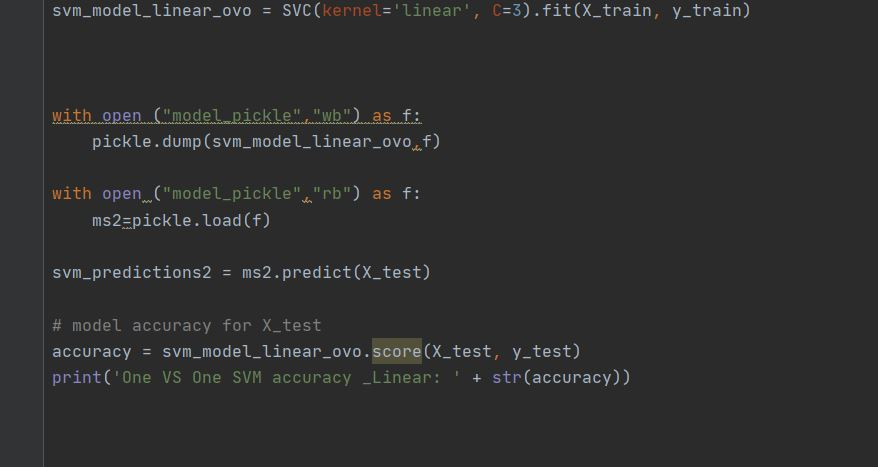 svm_model_linear_ovo = SVC(kernel='linear', C=3).fit(X_train, y_train)
with open ("model_pickle","wb") as f:
    pickle.dump(svm_model_linear_ovo,f)
with open ("model_pickle","rb") as f:
    ms2=pickle.load(f)
svm_predictions2 = ms2.predict(X_test)
# model accuracy for X_test
accuracy = svm_model_linear_ovo.score(X_test, y_test)
print('One VS One SVM accuracy _Linear: ' + str(accuracy))